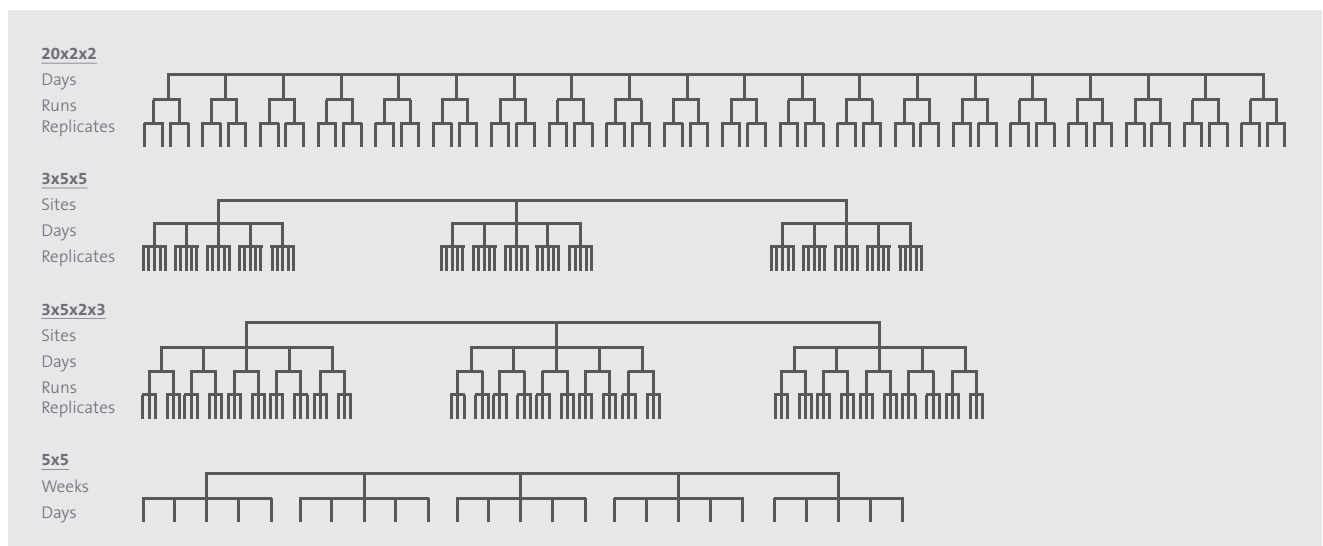 20x2x2
Days
Runs
Replicates
3x5x5
Sites
Days
Replicates
3x5x2x3
Sites
Days
Runs
Replicates
5x5
Weeks
Days